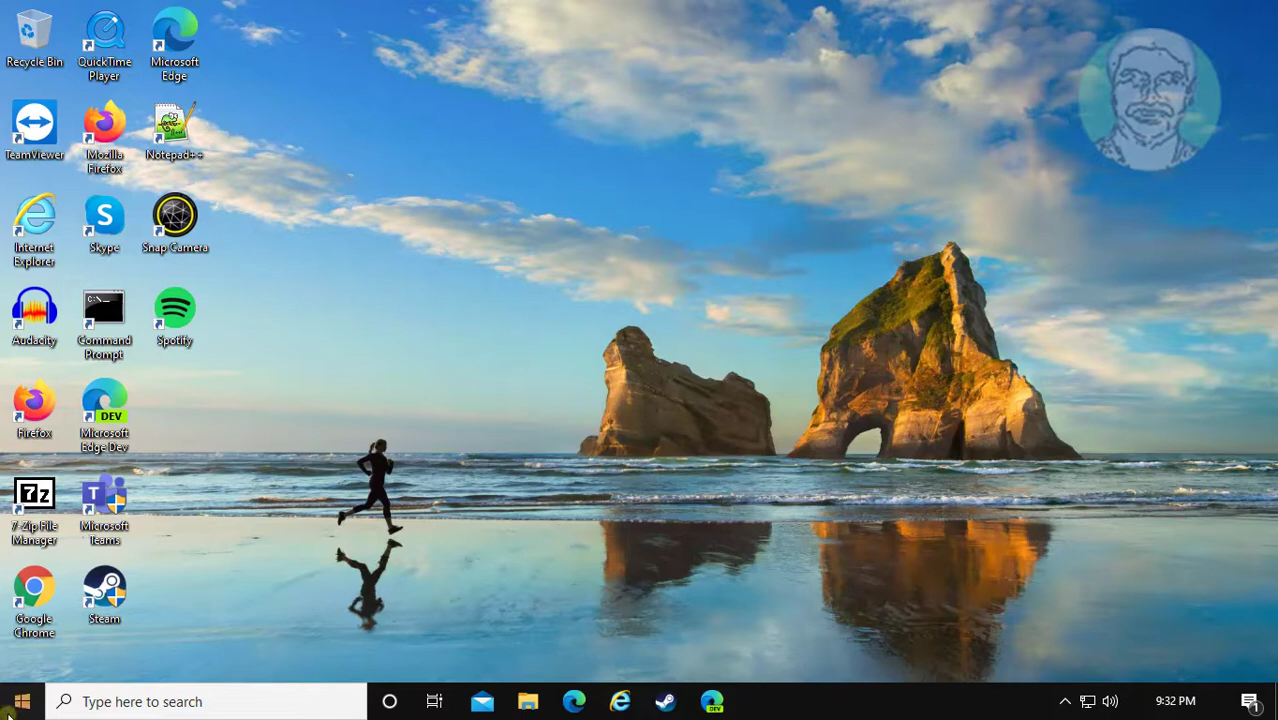 Recycle Bin
QuickTime
Player
Microsoft
Edge
TeamViewer
Mozilla
Firefox
Notepad++
Internet
Explorer
S
Skype
Snap Camera
Audacity
C:\_
Command
Prompt
Spotify
Firefox
DEV
Microsoft
Edge Dev
7z
7-Zip File
Manager
T
Microsoft
Teams
Google
Chrome
Steam
Type here to search
DEV
9:32 PM
1